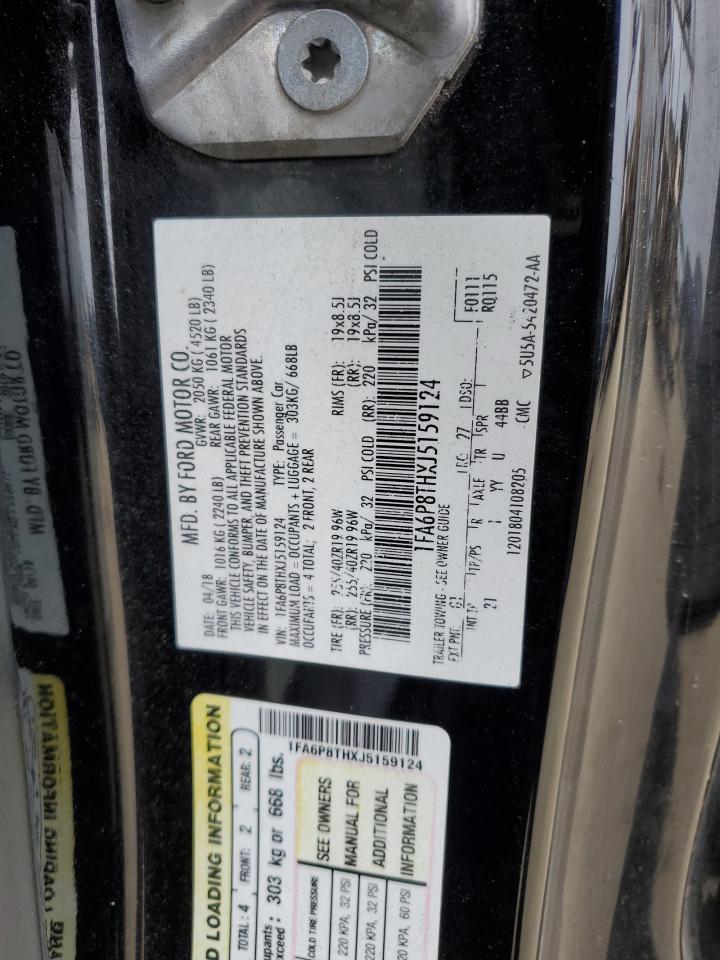 MFD. BY FORD MOTOR CO.
DATE: 04/18 GVWR: 2050 KG ( 4520 LB)
FRONT GAWR: 1016 KG ( 2240 LB) REAR GAWR: 1061 KG ( 2340 LB)
THIS VEHICLE CONFORMS TO ALL APPLICABLE FEDERAL MOTOR
VEHICLE SAFETY, BUMPER, AND THEFT PREVENTION STANDARDS
IN EFFECT ON THE DATE OF MANUFACTURE SHOWN ABOVE.
VIN: 1FA6P8THXJ5159124 TYPE: Passenger Car
MAXIMUM LOAD = OCCUPANTS + LUGGAGE = 303KG/ 668LB
OCCUPANTS = 4 TOTAL; 2 FRONT, 2 REAR
TIRE (FR): 255/40ZR19 96W RIMS (FR): 19x8.5J
(RR): 255/40ZR19 96W (RR): 19x8.5J
PRESSURE (FR): 220 kPa/ 32 PSI COLD (RR): 220 kPa/ 32 PSI COLD
1FA6P8THXJ5159124
TRAILER TOWING - SEE OWNER GUIDE
EXT PNT: G1 RC: 27 DSO: F0111
RQ115
INT TR TP/PS R AXLE TR SPR
21 I YY U 44BB
1201804108205 CMC 5U5A-5420472-AA
LOADING INFORMATION
TOTAL: 4 FRONT: 2 REAR: 2
303 kg or 668 lbs.
1FA6P8THXJ5159124
COLD TIRE PRESSURE
220 KPA, 32 PSI
220 KPA, 32 PSI
KPA, 60 PSI
SEE OWNERS
MANUAL FOR
ADDITIONAL
INFORMATION